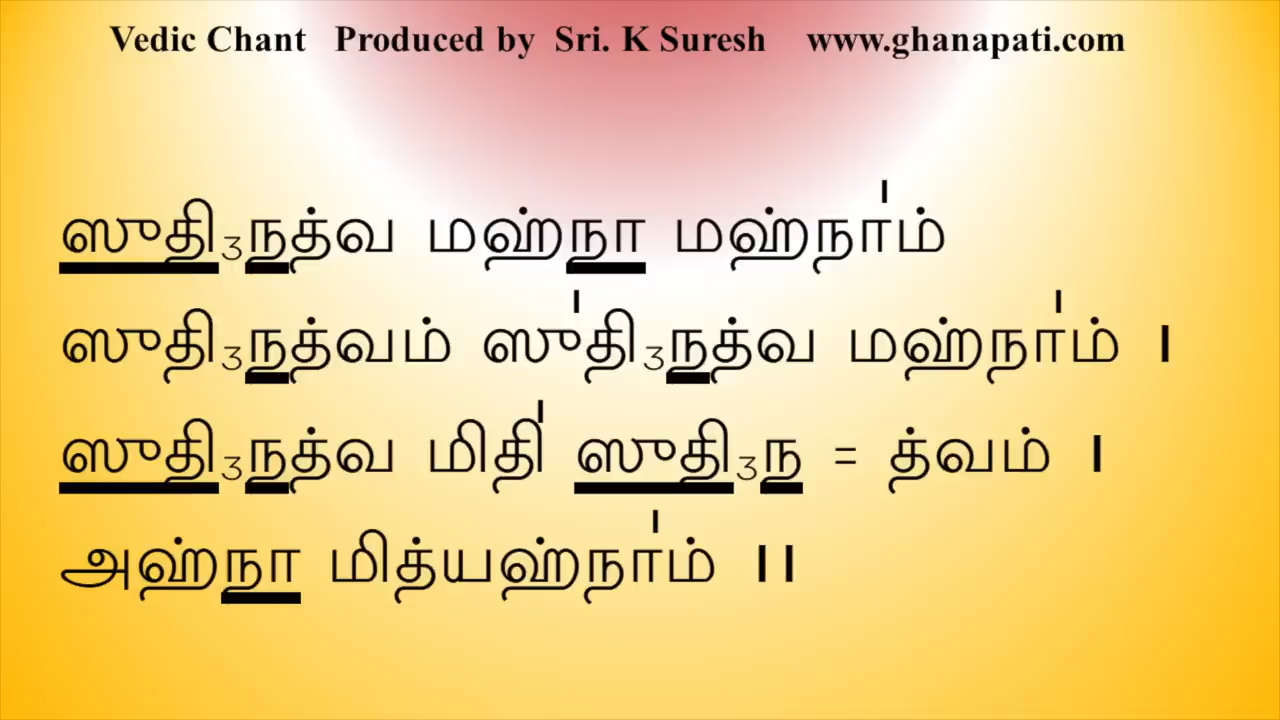 Vedic Chant Produced by Sri. K Suresh www.ghanapati.com
ஸுதி₃நத்வ மஹ்நா மஹ்நா॑ம்
ஸுதி₃நத்வம் ஸு॑தி₃நத்வ மஹ்நா॑ம் ।
ஸுதி₃நத்வ மிதி॑ ஸுதி₃ந = த்வம் ।
அஹ்நா மித்யஹ்நா॑ம் ।।